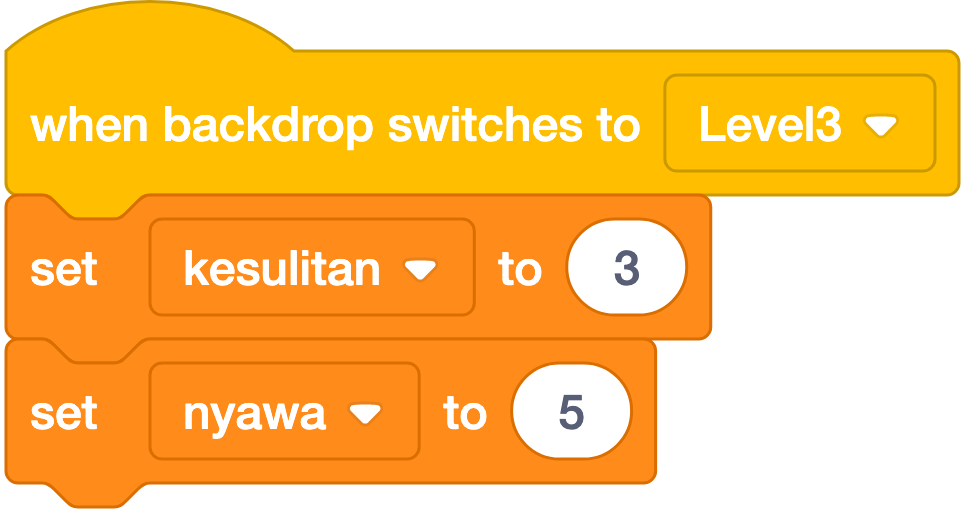 when backdrop switches to Level3
set kesulitan to 3
set nyawa to 5